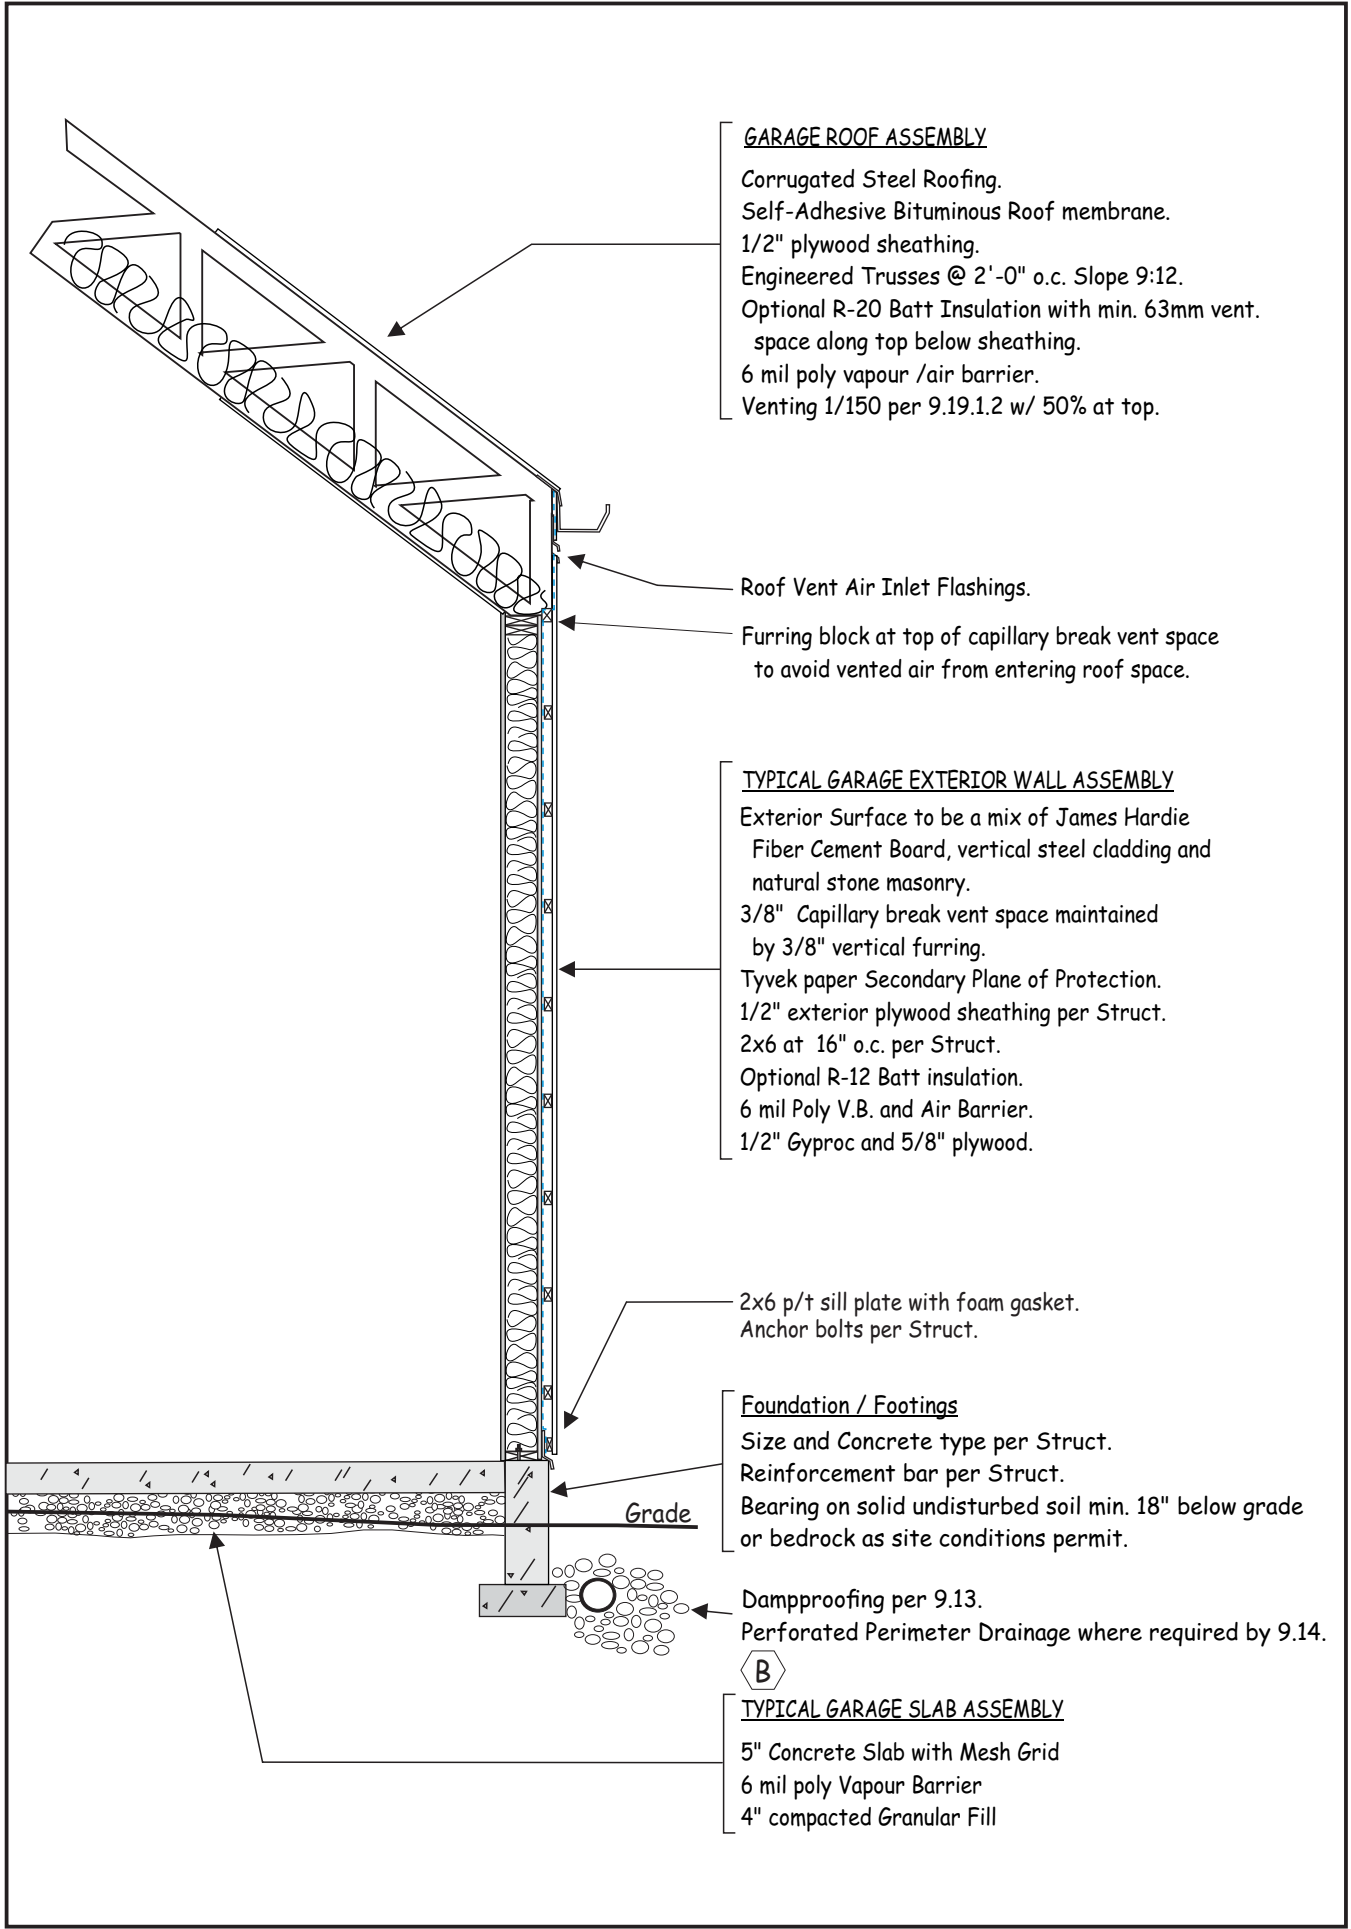 GARAGE ROOF ASSEMBLY
Corrugated Steel Roofing.
Self-Adhesive Bituminous Roof membrane.
1/2" plywood sheathing.
Engineered Trusses @ 2'-0" o.c. Slope 9:12.
Optional R-20 Batt Insulation with min. 63mm vent.
space along top below sheathing.
6 mil poly vapour /air barrier.
Venting 1/150 per 9.19.1.2 w/ 50% at top.
Roof Vent Air Inlet Flashings.
Furring block at top of capillary break vent space
to avoid vented air from entering roof space.
TYPICAL GARAGE EXTERIOR WALL ASSEMBLY
Exterior Surface to be a mix of James Hardie
Fiber Cement Board, vertical steel cladding and
natural stone masonry.
3/8" Capillary break vent space maintained
by 3/8" vertical furring.
Tyvek paper Secondary Plane of Protection.
1/2" exterior plywood sheathing per Struct.
2x6 at 16" o.c. per Struct.
Optional R-12 Batt insulation.
6 mil Poly V.B. and Air Barrier.
1/2" Gyproc and 5/8" plywood.
2x6 p/t sill plate with foam gasket.
Anchor bolts per Struct.
Foundation / Footings
Size and Concrete type per Struct.
Reinforcement bar per Struct.
Bearing on solid undisturbed soil min. 18" below grade
or bedrock as site conditions permit.
Grade
Dampproofing per 9.13.
Perforated Perimeter Drainage where required by 9.14.
B
TYPICAL GARAGE SLAB ASSEMBLY
5" Concrete Slab with Mesh Grid
6 mil poly Vapour Barrier
4" compacted Granular Fill